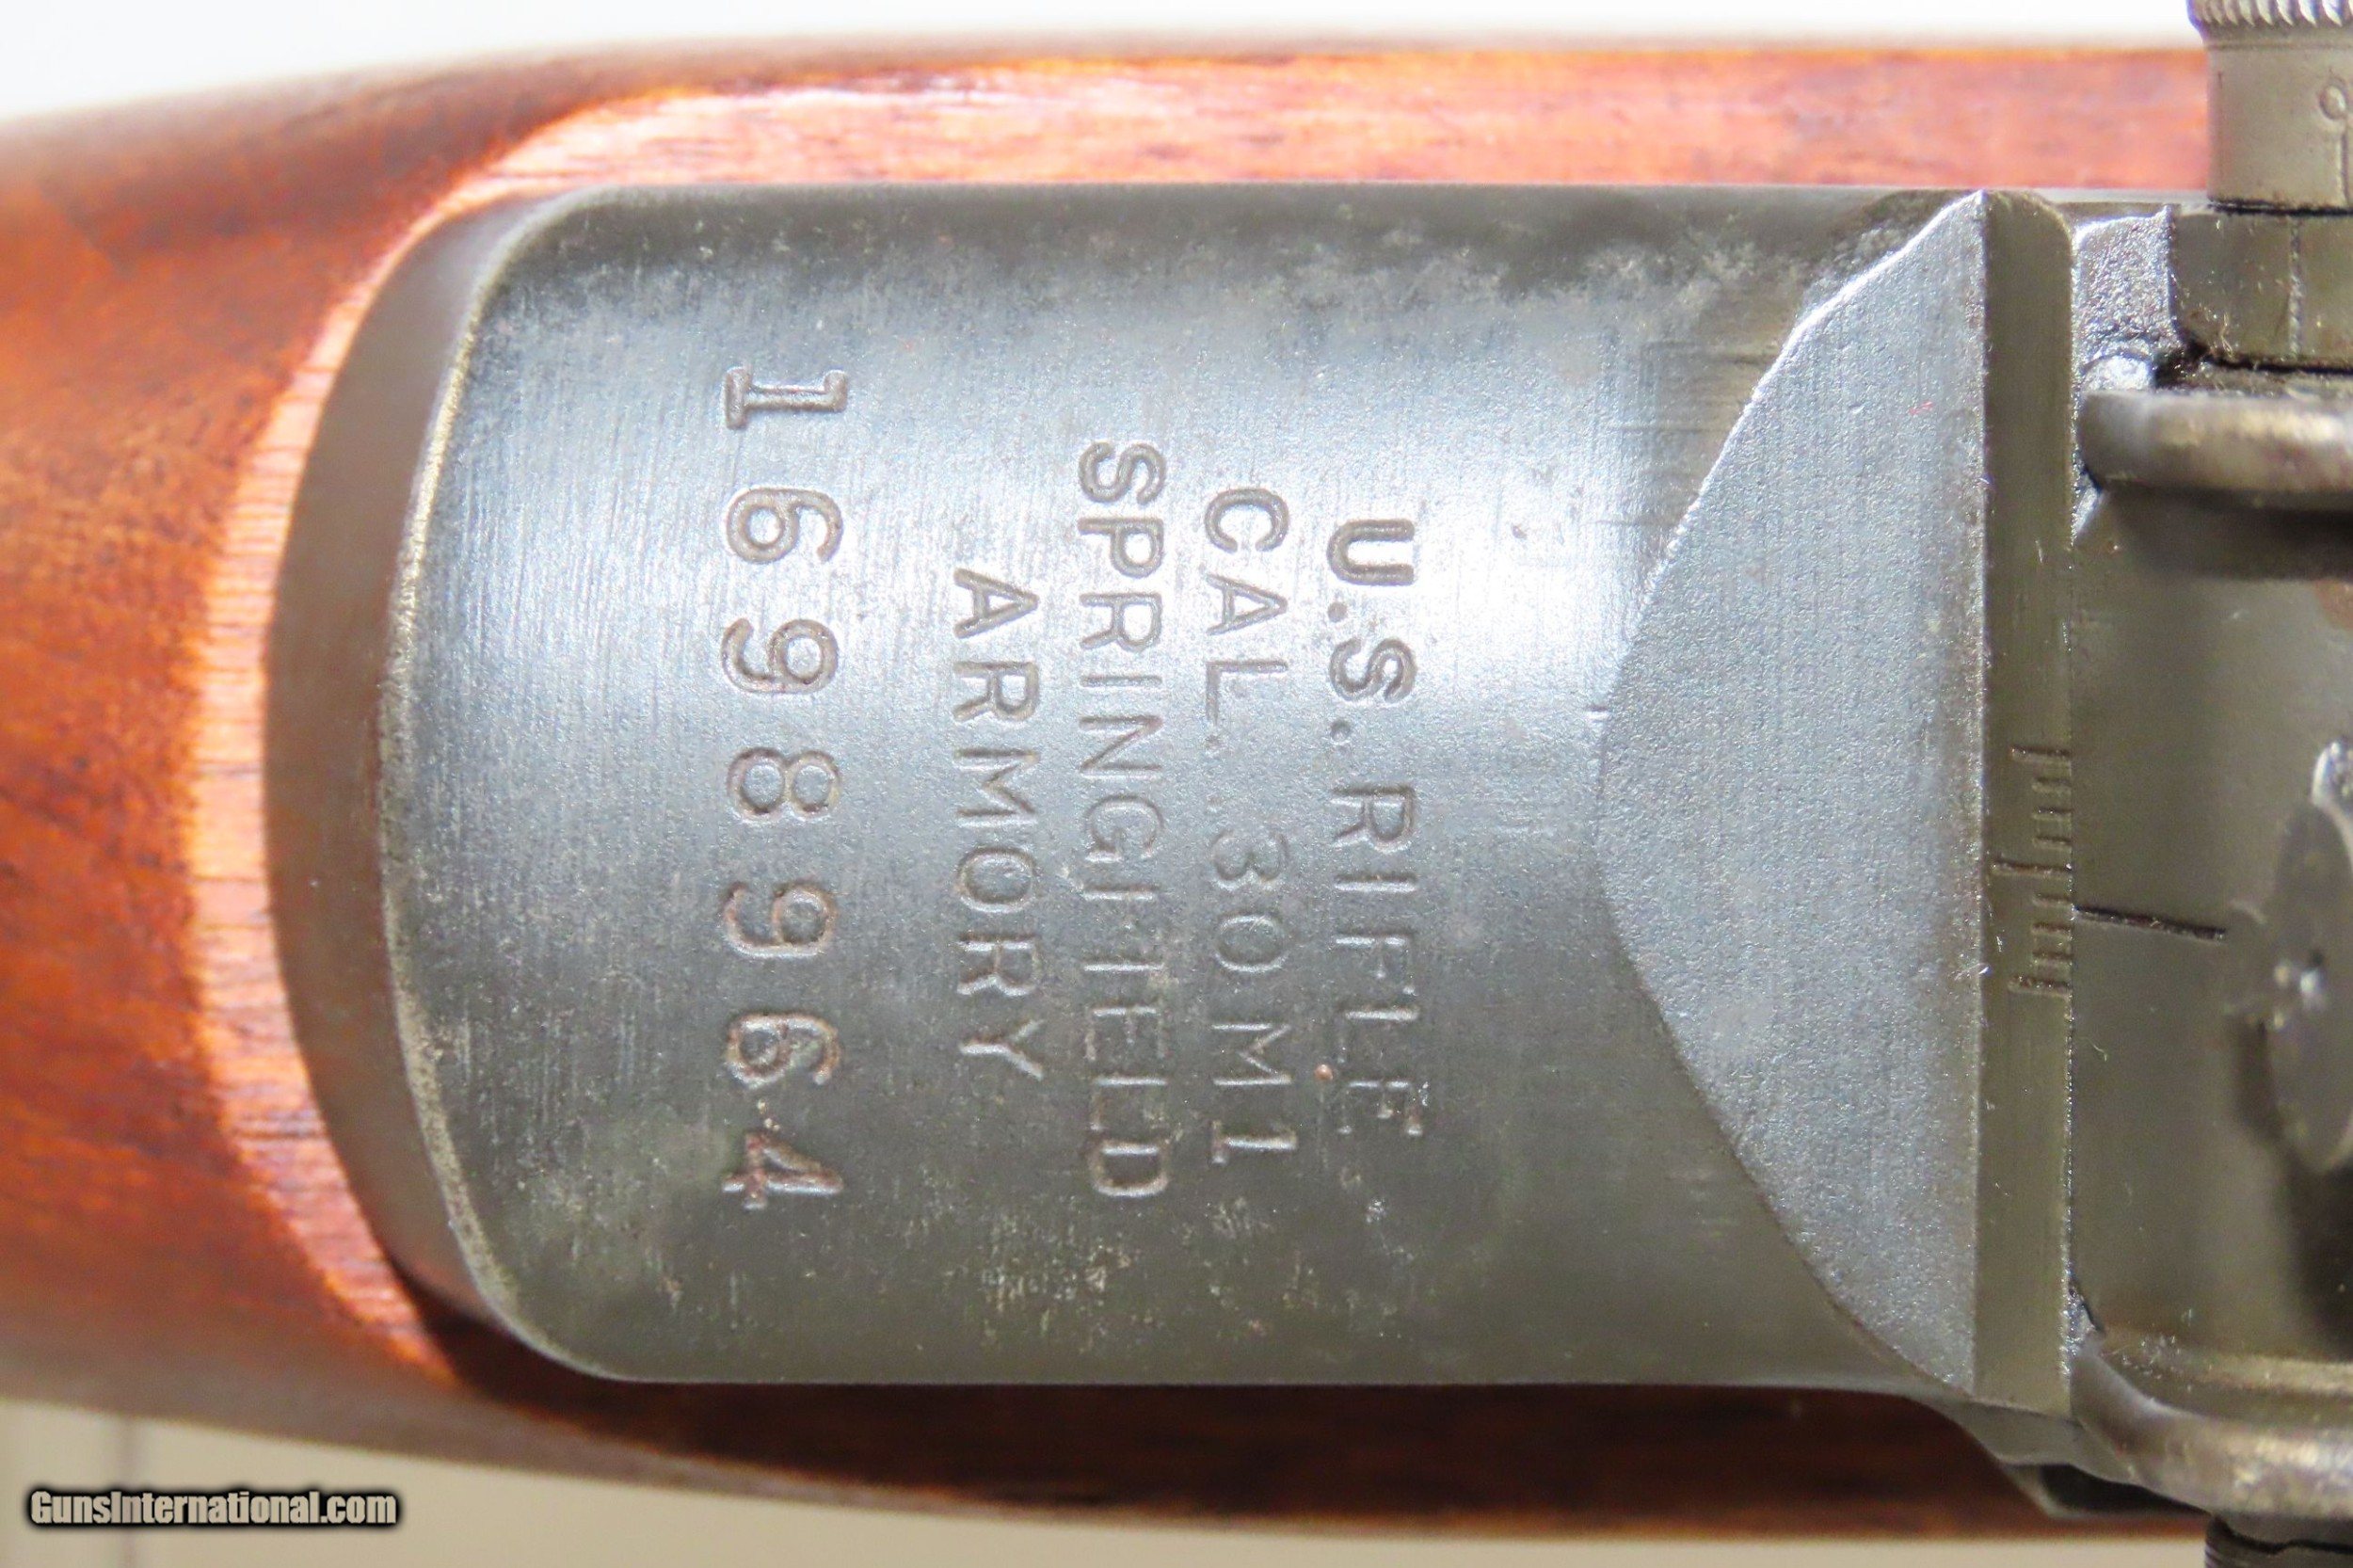 U.S. RIFLE
CAL. .30 M1
SPRINGFIELD
ARMORY
1698964
GunsInternational.com